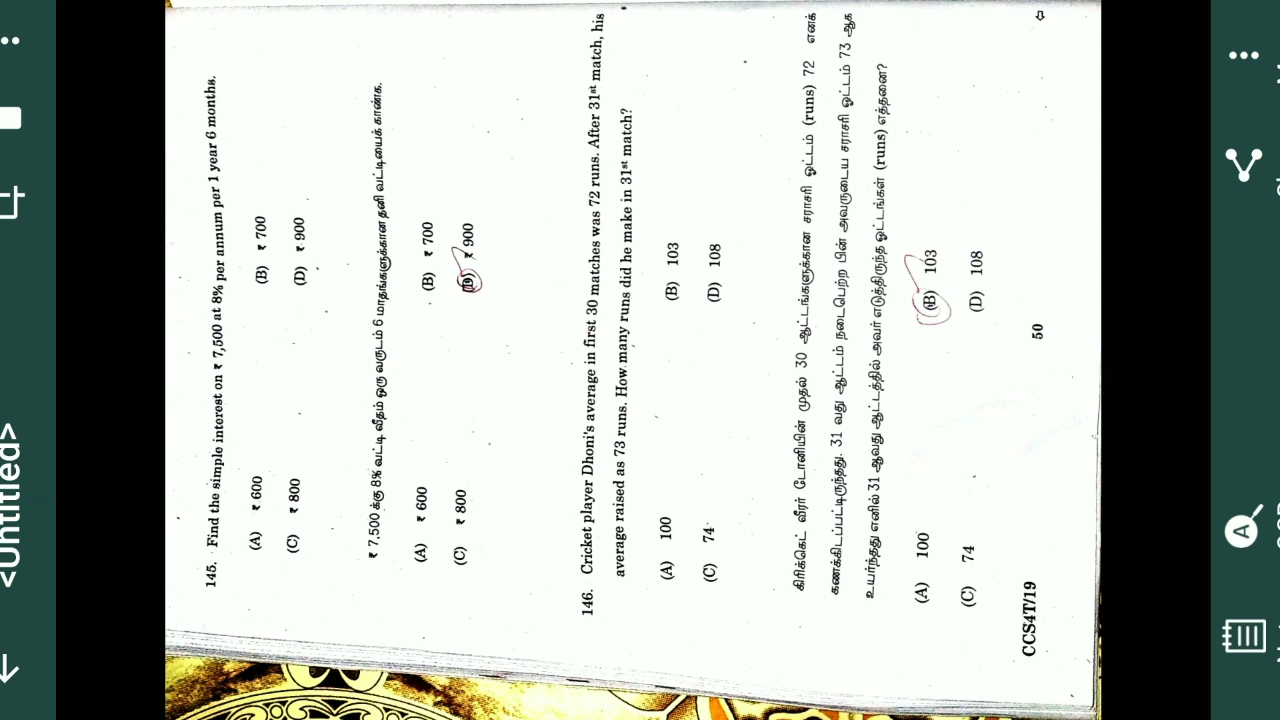 <Untitled>
145. Find the simple interest on ₹ 7,500 at 8% per annum per 1 year 6 months.
(A) ₹ 600 (B) ₹ 700
(C) ₹ 800 (D) ₹ 900
₹ 7,500 க்கு 8% வட்டி வீதம் ஒரு வருடம் 6 மாதங்களுக்கான தனி வட்டியைக் காண்க.
(A) ₹ 600 (B) ₹ 700
(C) ₹ 800 (D) ₹ 900
146. Cricket player Dhoni's average in first 30 matches was 72 runs. After 31st match, his
average raised as 73 runs. How many runs did he make in 31st match?
(A) 100 (B) 103
(C) 74 (D) 108
கிரிக்கெட் வீரர் டோனியின் முதல் 30 ஆட்டங்களுக்கான சராசரி ஓட்டம் (runs) 72 எனக்
கணக்கிடப்பட்டிருந்தது. 31 வது ஆட்டம் நடைபெற்ற பின் அவருடைய சராசரி ஓட்டம் 73 ஆக
உயர்ந்தது எனில் 31 ஆவது ஆட்டத்தில் அவர் எடுத்திருந்த ஓட்டங்கள் (runs) எத்தனை?
(A) 100 (B) 103
(C) 74 (D) 108
CCS4T/19 50